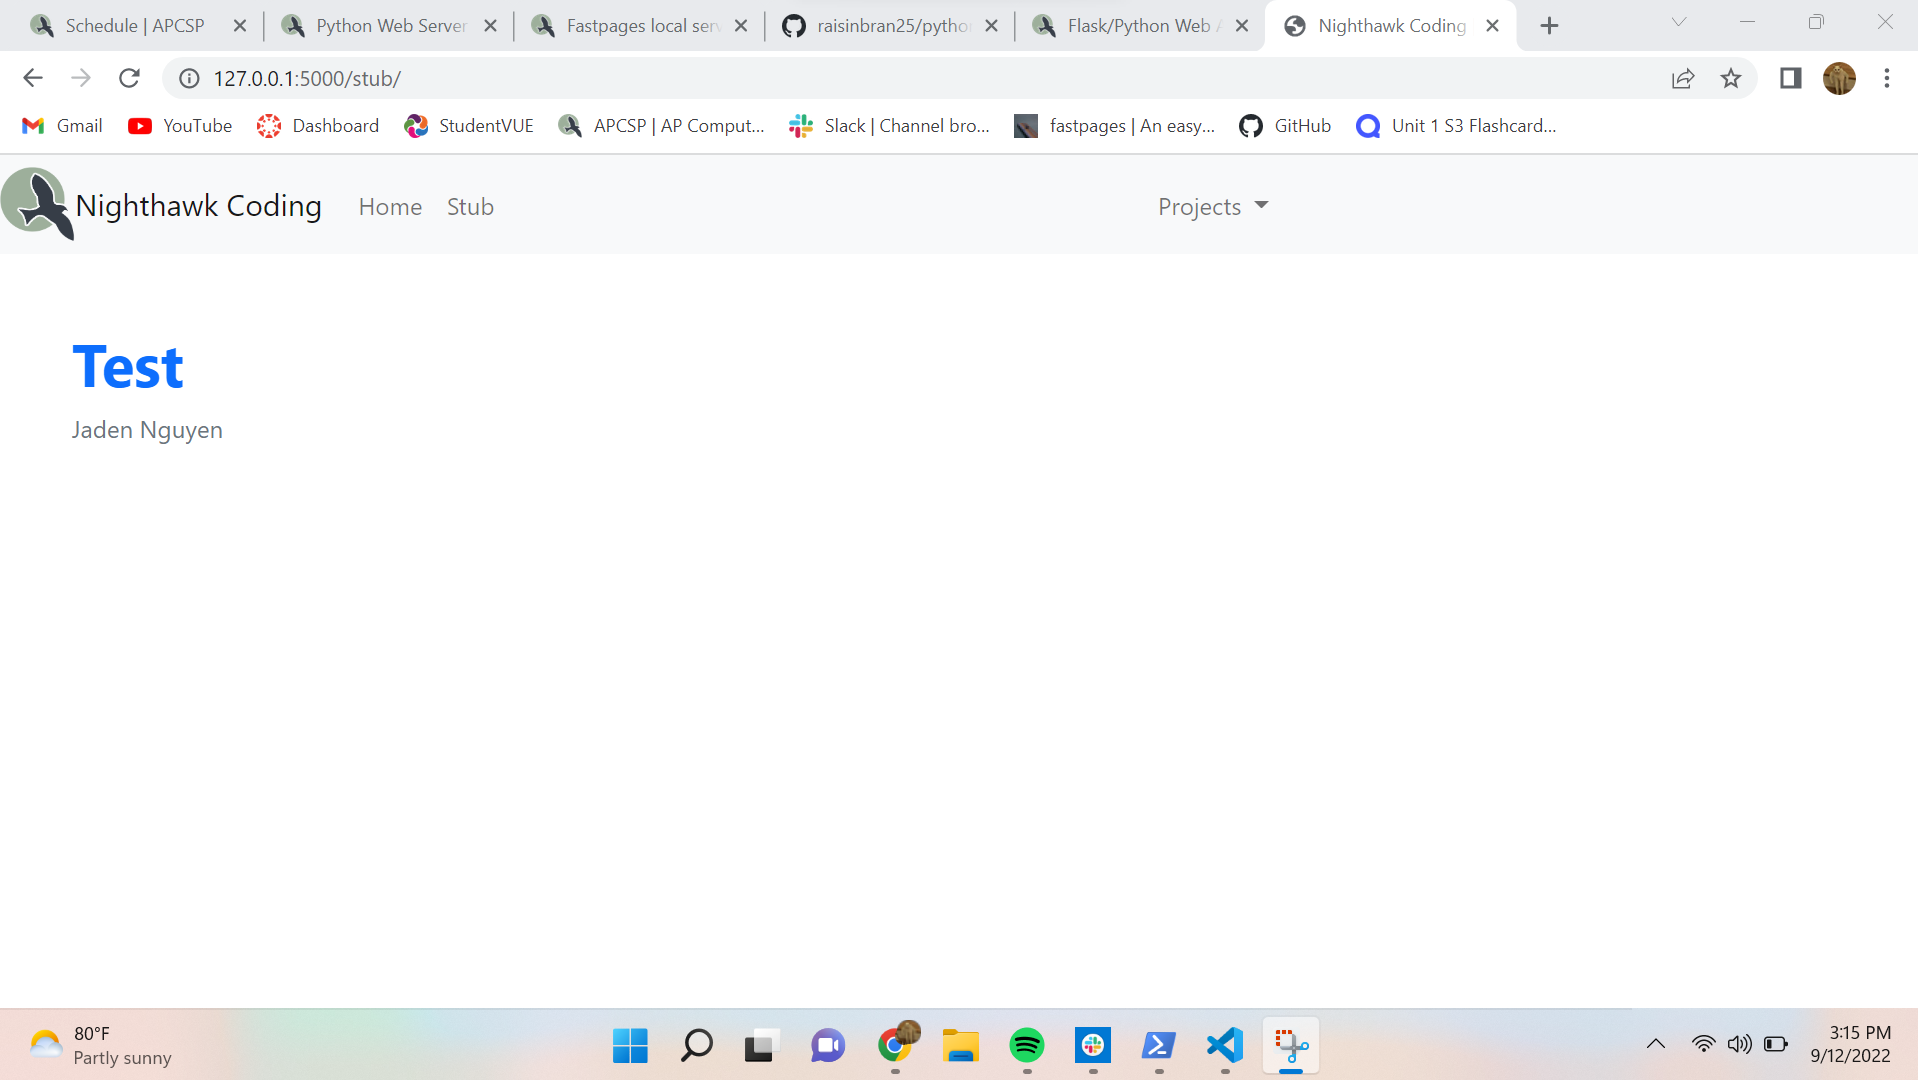 Schedule | APCSP
Python Web Server
Fastpages local serv
raisinbran25/pytho
Flask/Python Web A
Nighthawk Coding
127.0.0.1:5000/stub/
Gmail
YouTube
Dashboard
StudentVUE
APCSP | AP Comput...
Slack | Channel bro...
fastpages | An easy...
GitHub
Unit 1 S3 Flashcard...
Nighthawk Coding
Home
Stub
Projects
Test
Jaden Nguyen
80°F
Partly sunny
3:15 PM
9/12/2022